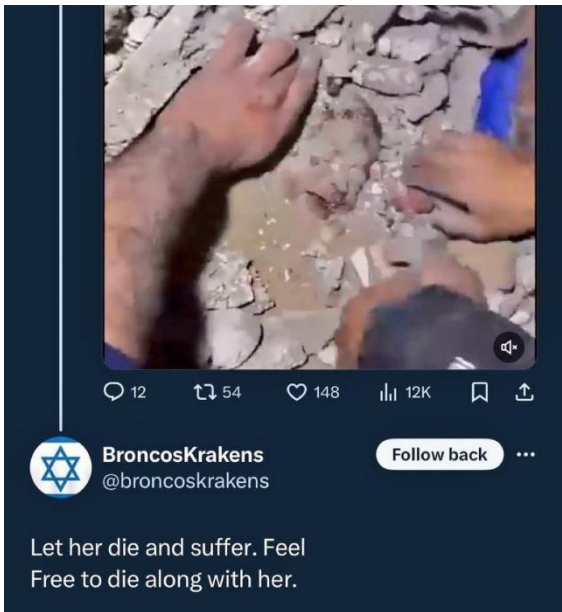 12 54 148 12K
BroncosKrakens Follow back
@broncoskrakens
Let her die and suffer. Feel
Free to die along with her.